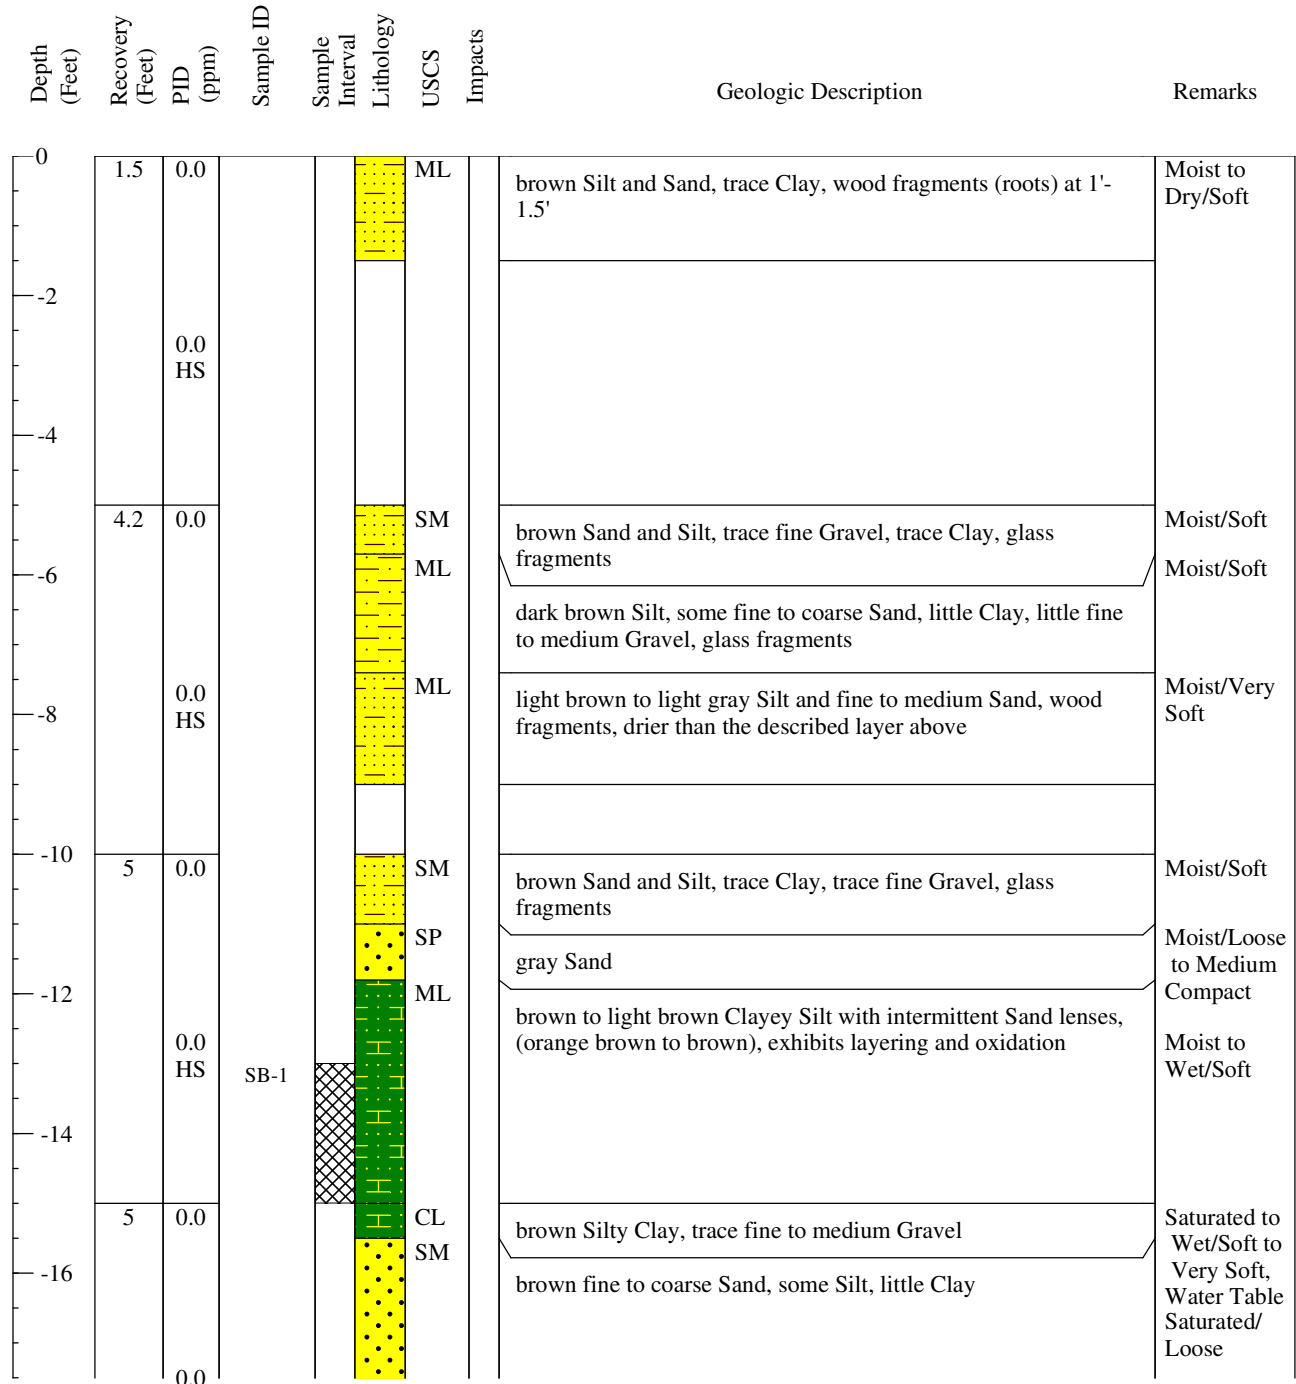 Depth
(Feet)
Recovery
(Feet)
PID
(ppm)
Sample ID
Sample
Interval
Lithology
USCS
Impacts
Geologic Description
Remarks
0
1.5
0.0
ML
brown Silt and Sand, trace Clay, wood fragments (roots) at 1'-
1.5'
Moist to
Dry/Soft
-2
0.0
HS
-4
4.2
0.0
SM
brown Sand and Silt, trace fine Gravel, trace Clay, glass
fragments
Moist/Soft
-6
ML
dark brown Silt, some fine to coarse Sand, little Clay, little fine
to medium Gravel, glass fragments
Moist/Soft
0.0
HS
-8
ML
light brown to light gray Silt and fine to medium Sand, wood
fragments, drier than the described layer above
Moist/Very
Soft
-10
5
0.0
SM
brown Sand and Silt, trace Clay, trace fine Gravel, glass
fragments
Moist/Soft
SP
gray Sand
Moist/Loose
to Medium
Compact
-12
ML
brown to light brown Clayey Silt with intermittent Sand lenses,
(orange brown to brown), exhibits layering and oxidation
Moist to
Wet/Soft
0.0
HS
SB-1
-14
5
0.0
CL
brown Silty Clay, trace fine to medium Gravel
Saturated to
Wet/Soft to
Very Soft,
Water Table
-16
SM
brown fine to coarse Sand, some Silt, little Clay
Saturated/
Loose
0.0